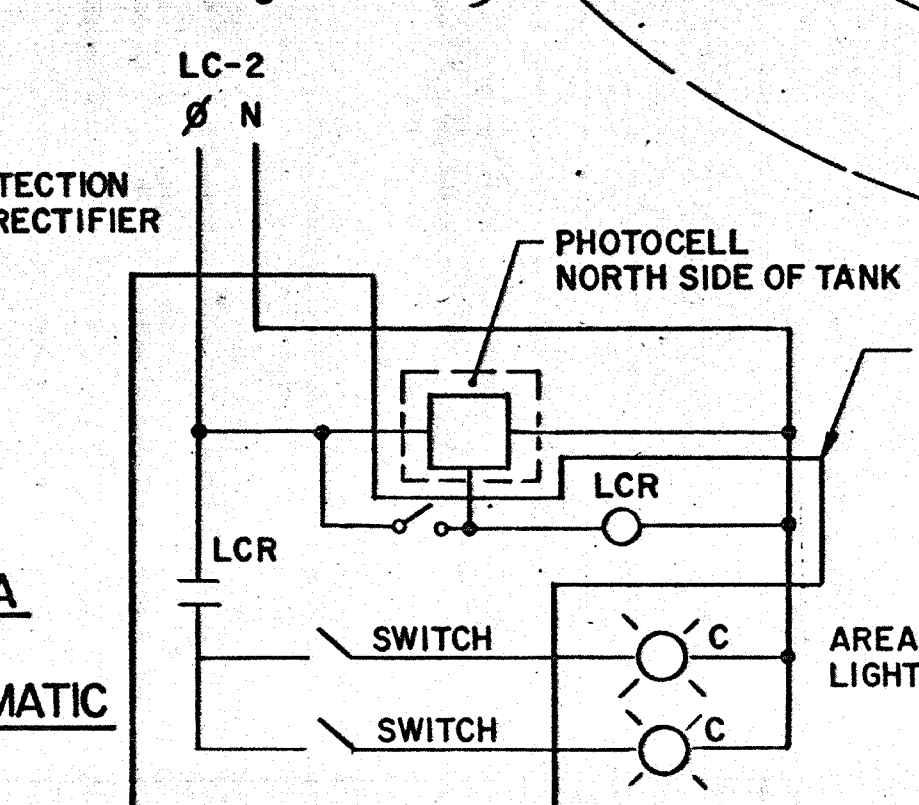 LC-2
Ø N
TECTION
RECTIFIER
PHOTOCELL
NORTH SIDE OF TANK
LCR
LCR
A
SWITCH C
AREA
LIGHT
MATIC
SWITCH C